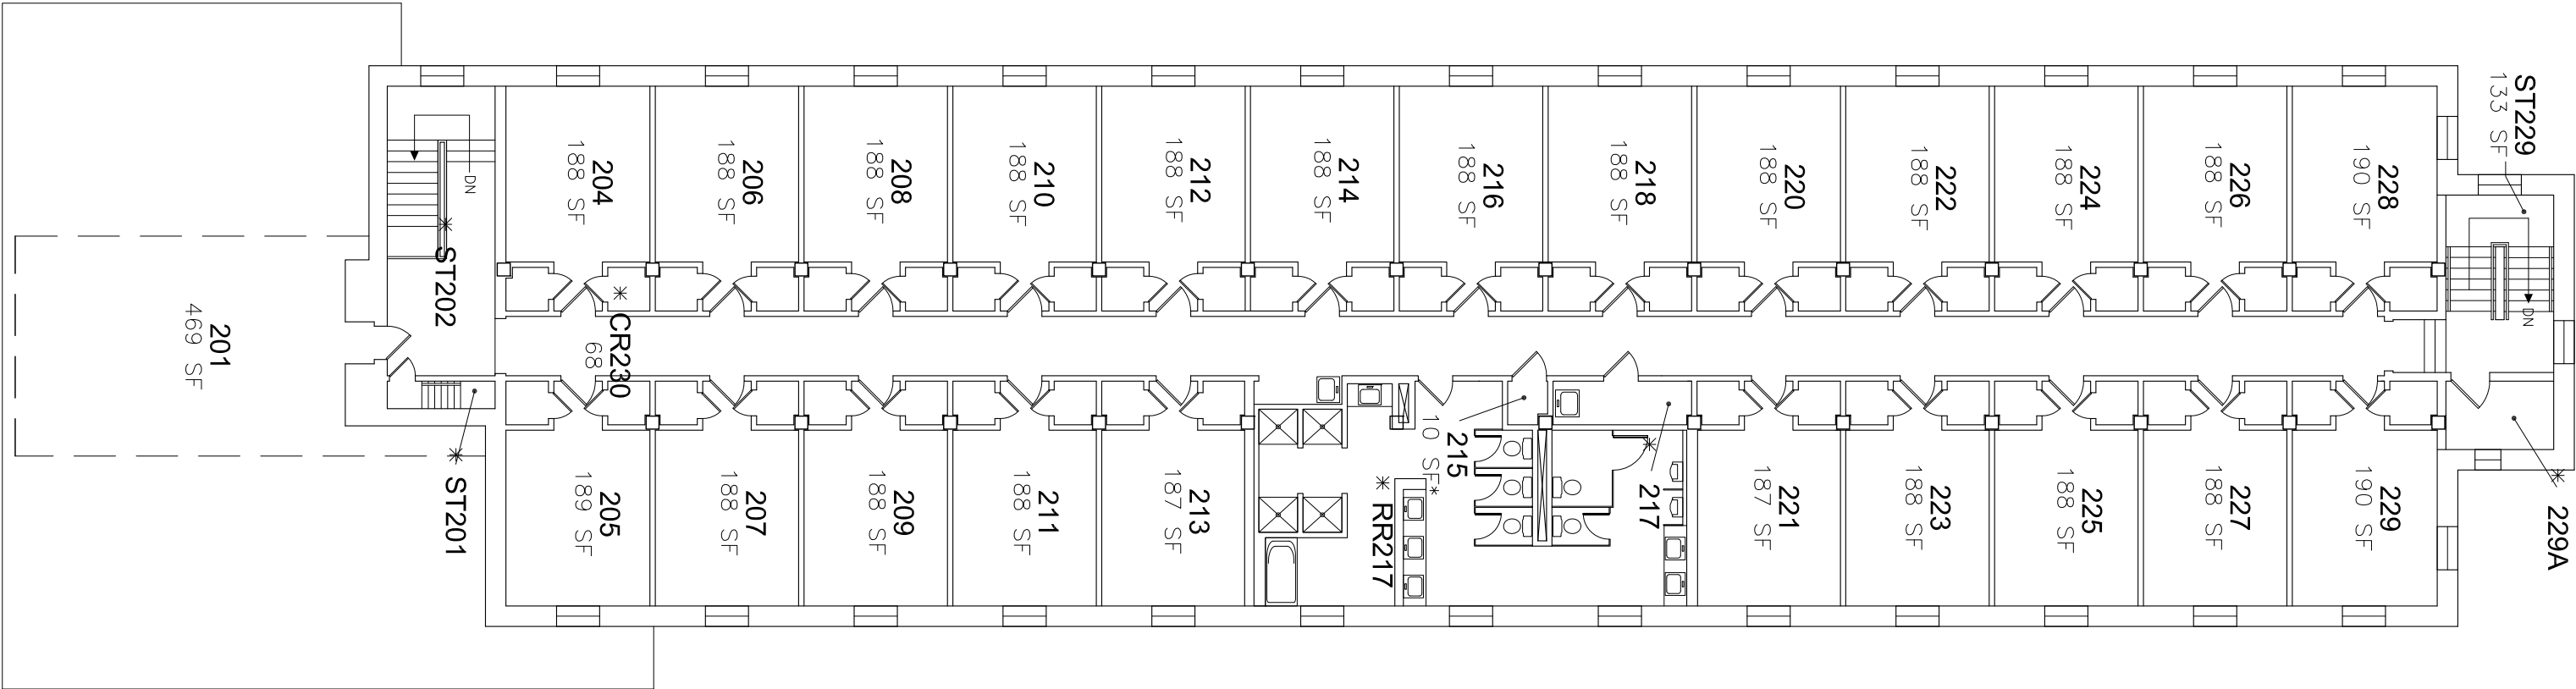 ST229
133 SF
204
188 SF
206
188 SF
208
188 SF
210
188 SF
212
188 SF
214
188 SF
216
188 SF
218
188 SF
220
188 SF
222
188 SF
224
188 SF
226
188 SF
228
190 SF
DN
ST202
DN
201
469 SF
CR230
68
ST201
205
189 SF
207
188 SF
209
188 SF
211
188 SF
213
187 SF
RR217
215
10 SF*
217
221
187 SF
223
188 SF
225
188 SF
227
188 SF
229
190 SF
229A